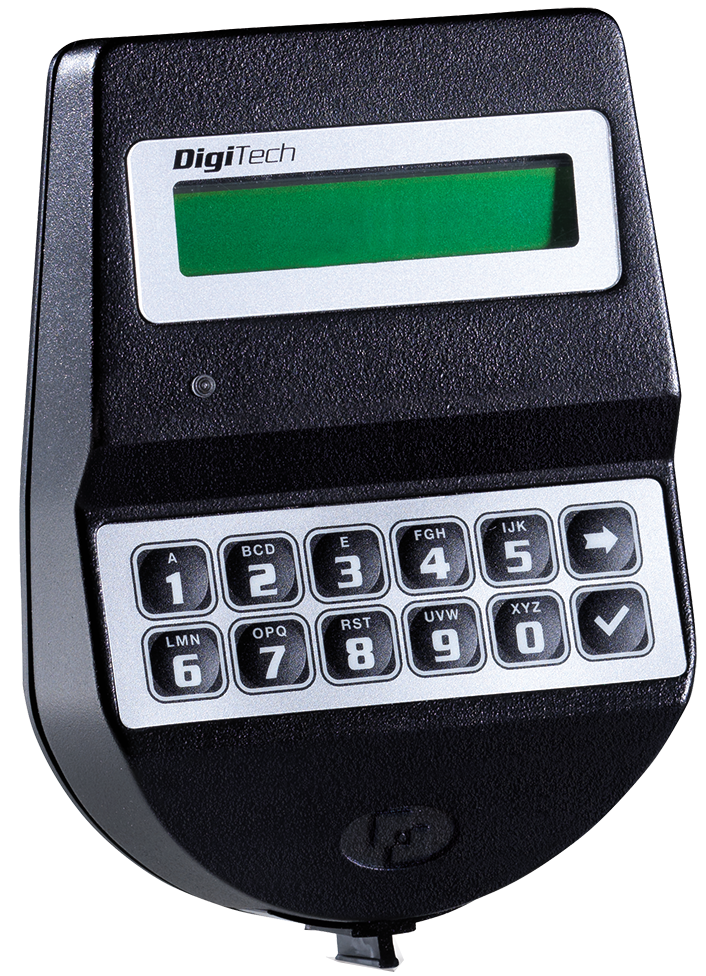 DigiTech
A BCD E FGH IJK
1 2 3 4 5
LMN OPQ RST UVW XYZ
6 7 8 9 0